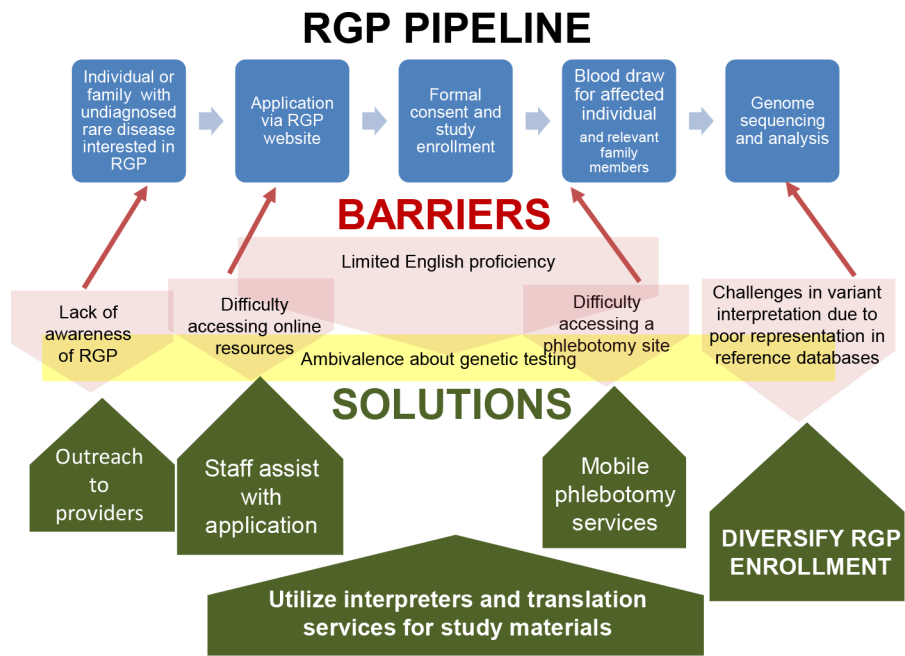 RGP PIPELINE
Individual or
family with
undiagnosed
rare disease
interested in
RGP
Application
via RGP
website
Formal
consent and
study
enrollment
Blood draw
for affected
individual
and relevant
family
members
Genome
sequencing
and analysis
BARRIERS
Limited English proficiency
Lack of
awareness
of RGP
Difficulty
accessing online
resources
Difficulty
accessing a
phlebotomy site
Challenges in variant
interpretation due to
poor representation in
reference databases
Ambivalence about genetic testing
SOLUTIONS
Outreach
to
providers
Staff assist
with
application
Mobile
phlebotomy
services
DIVERSIFY RGP
ENROLLMENT
Utilize interpreters and translation
services for study materials